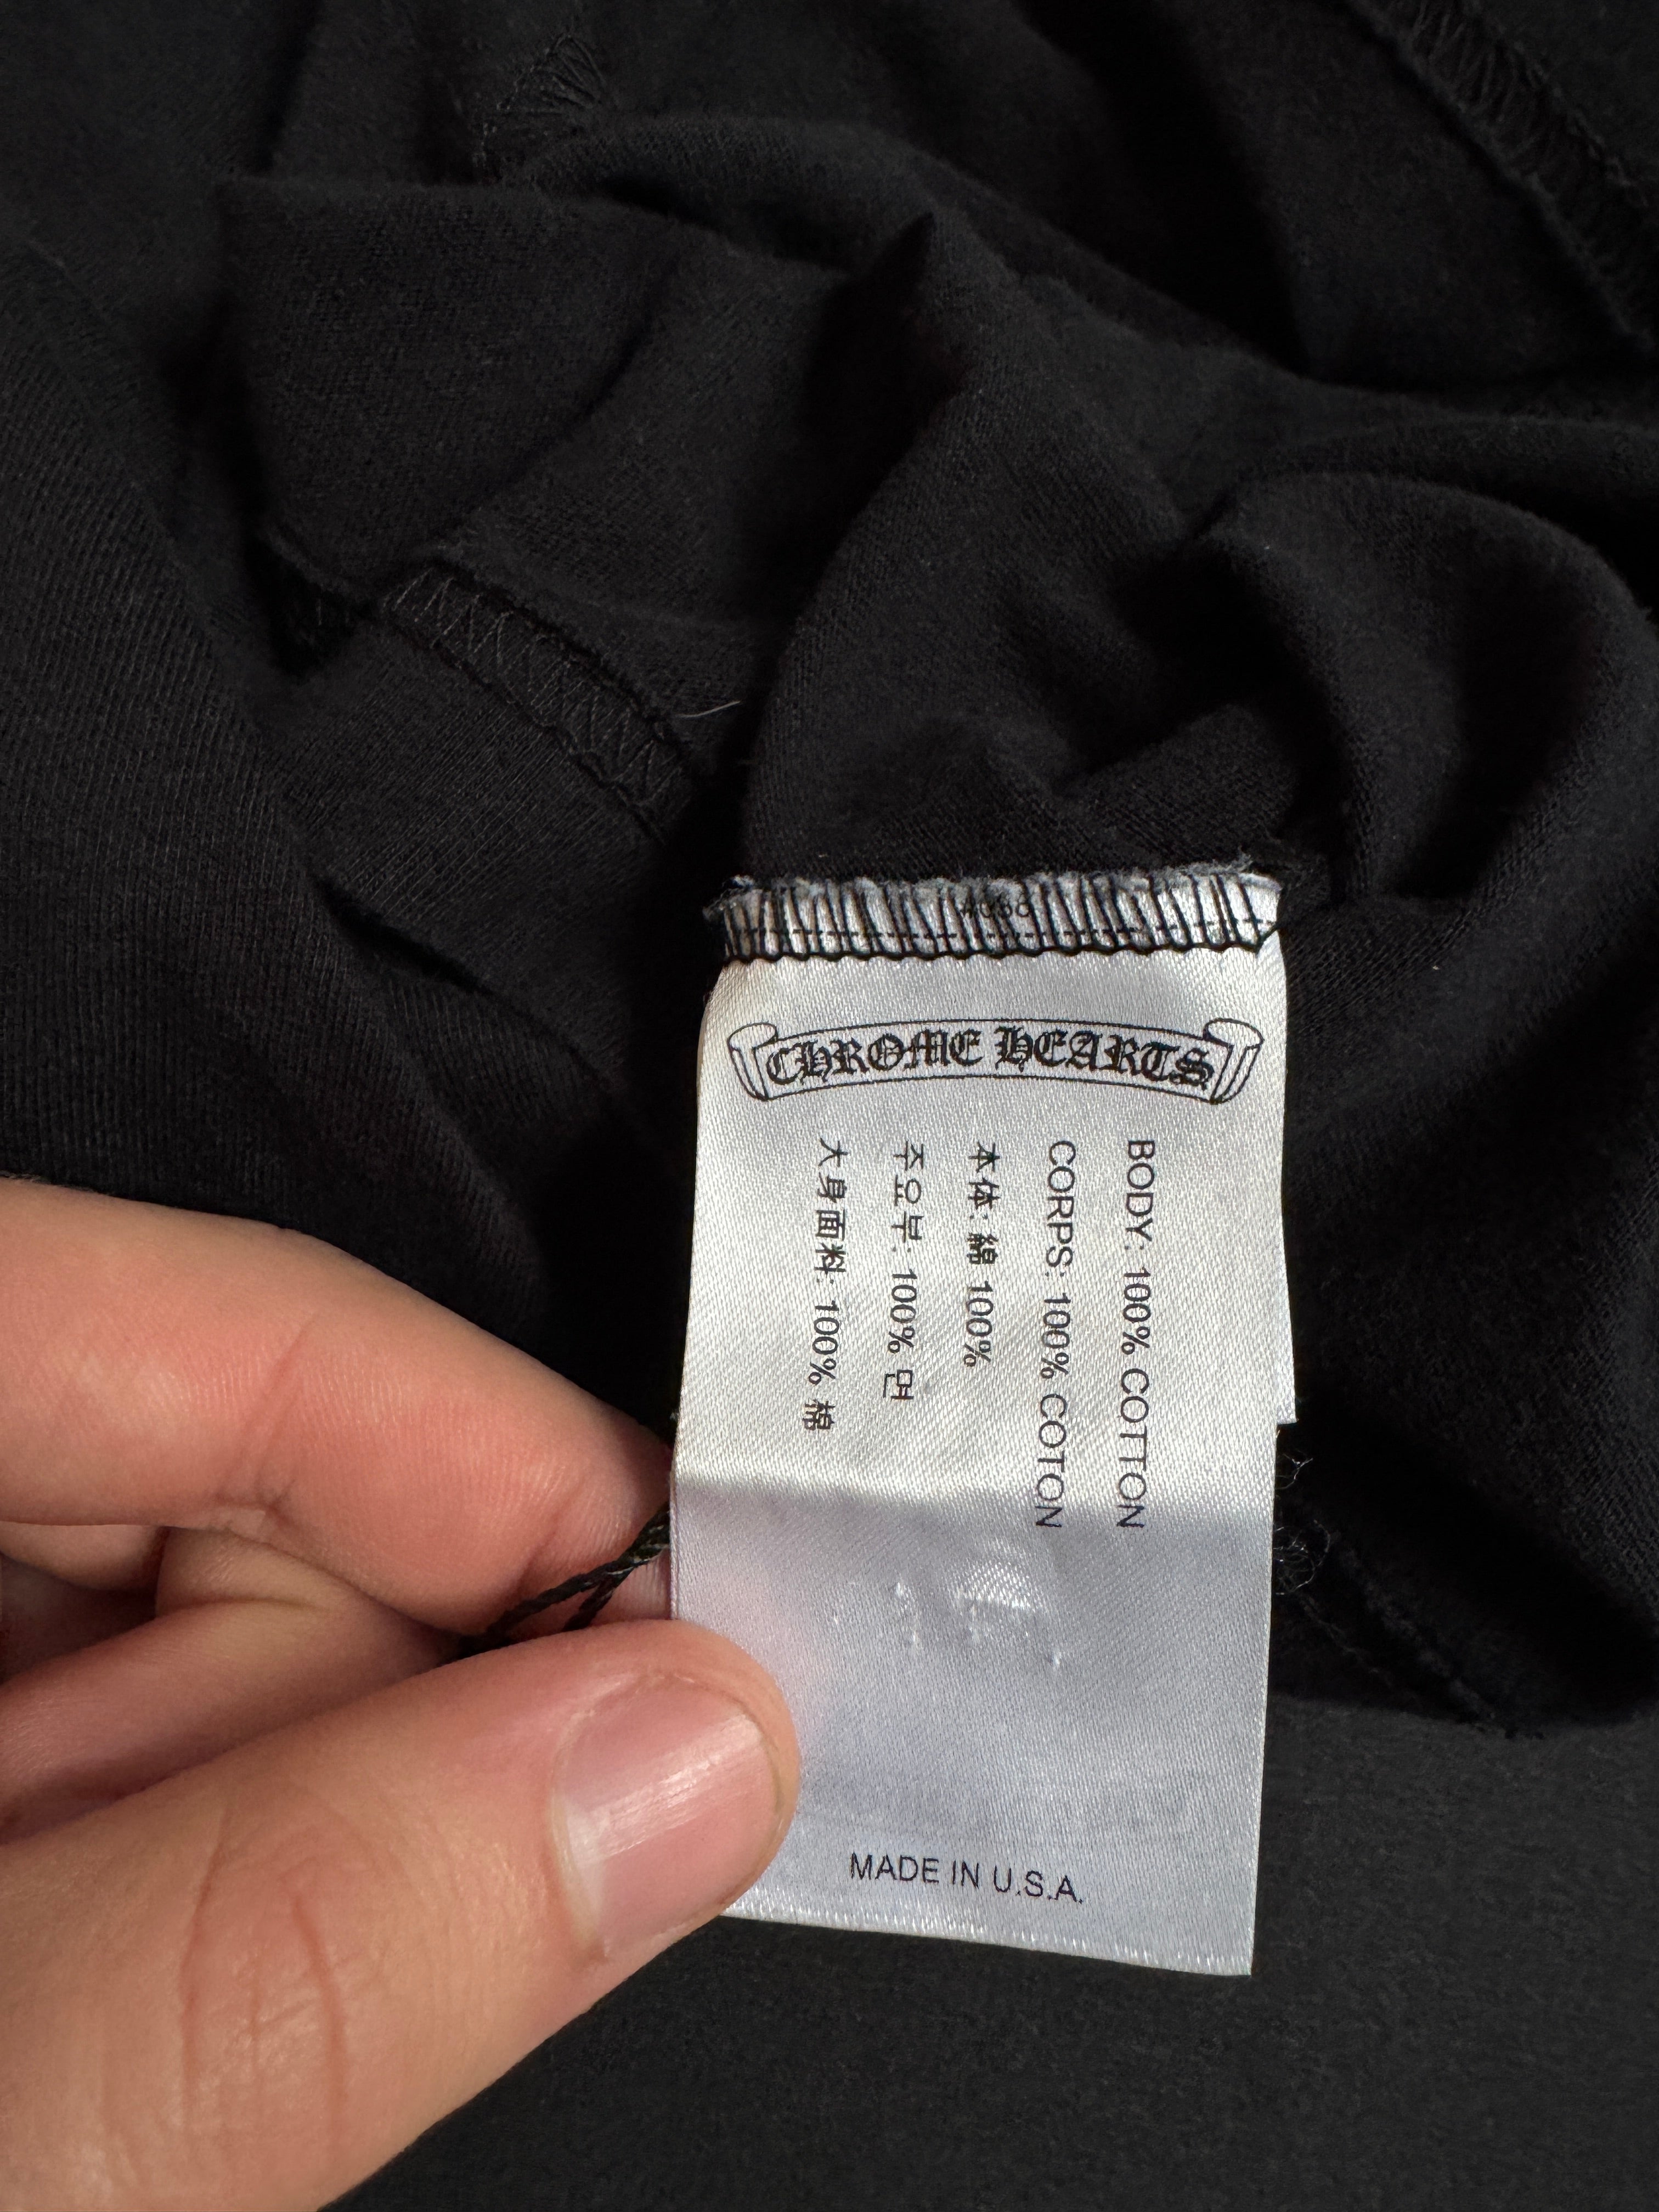 CHROME HEARTS
BODY: 100% COTTON
CORPS: 100% COTON
本体: 綿 100%
주요부: 100% 면
大身面料: 100% 棉
MADE IN U.S.A.